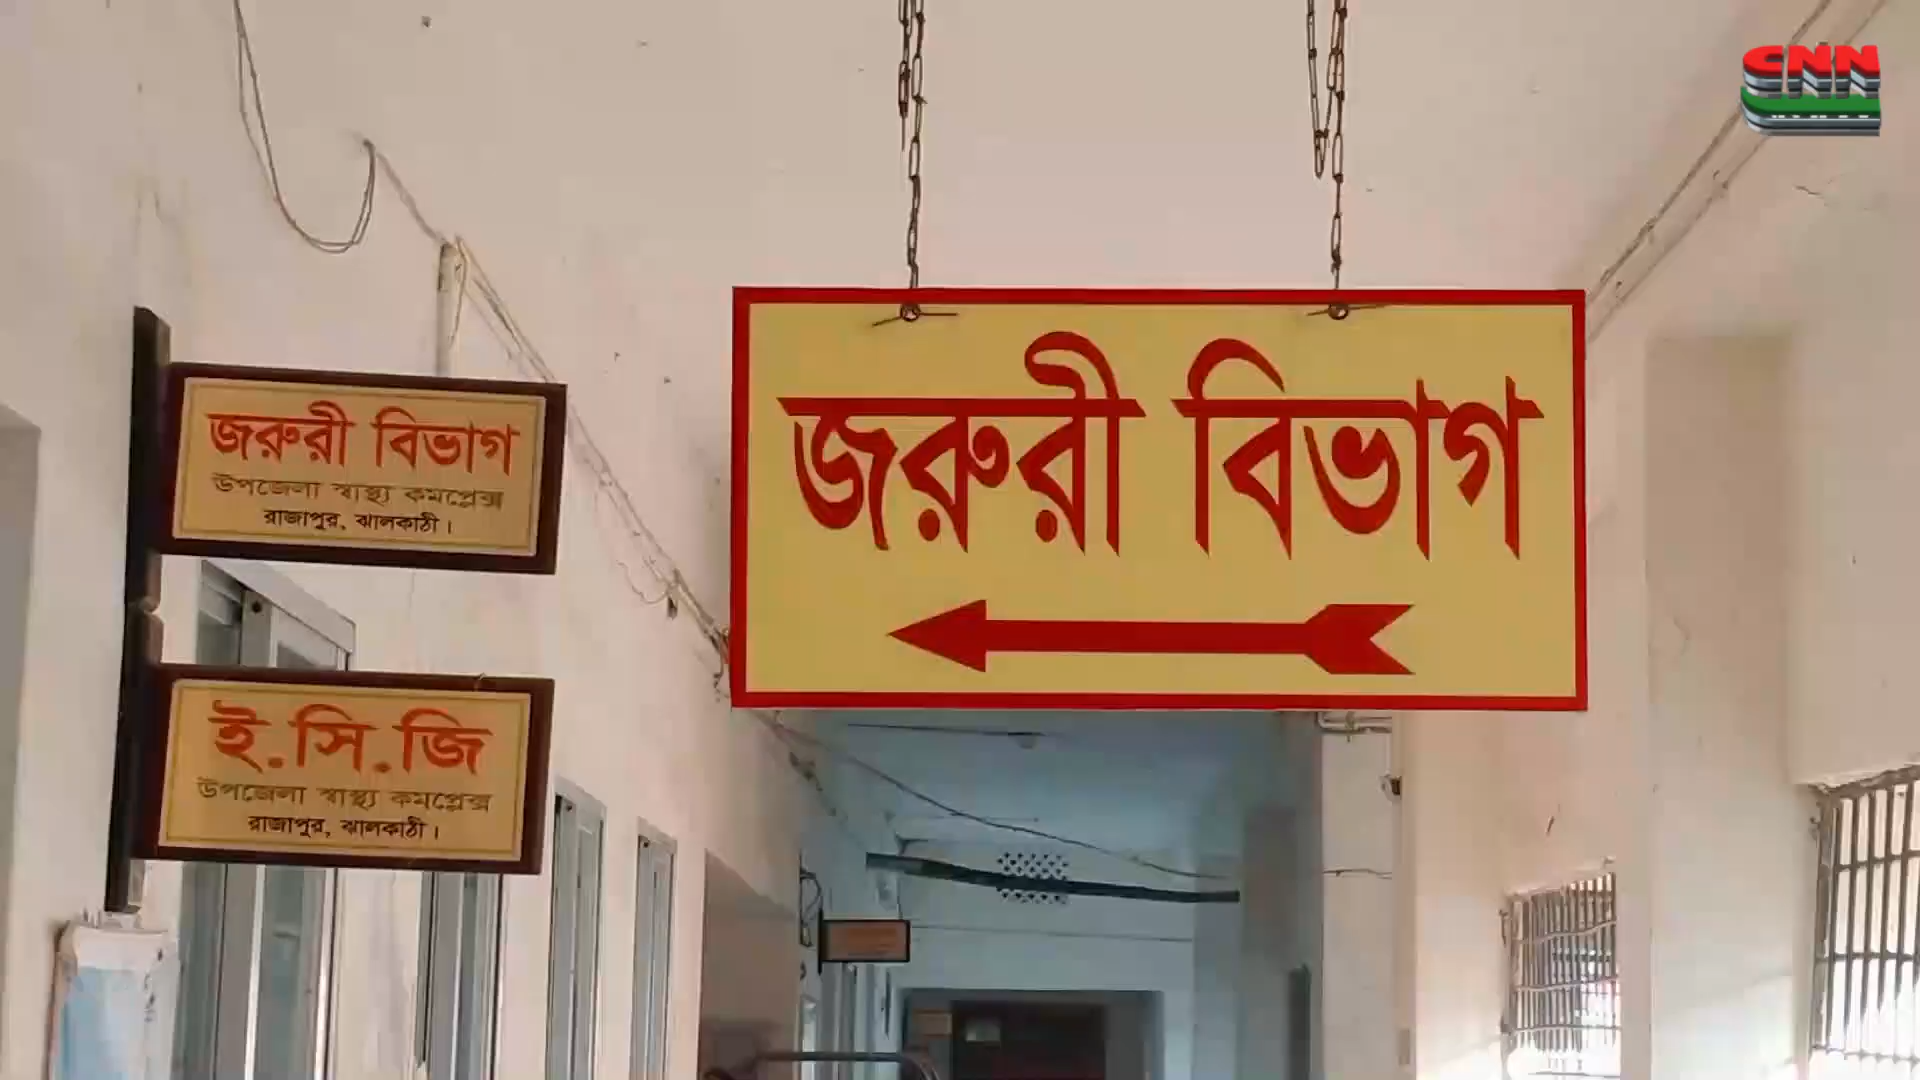 CNN
জরুরী বিভাগ
উপজেলা স্বাস্থ্য কমপ্লেক্স
রাজাপুর, ঝালকাঠী।
জরুরী বিভাগ
ই.সি.জি
উপজেলা স্বাস্থ্য কমপ্লেক্স
রাজাপুর, ঝালকাঠী।